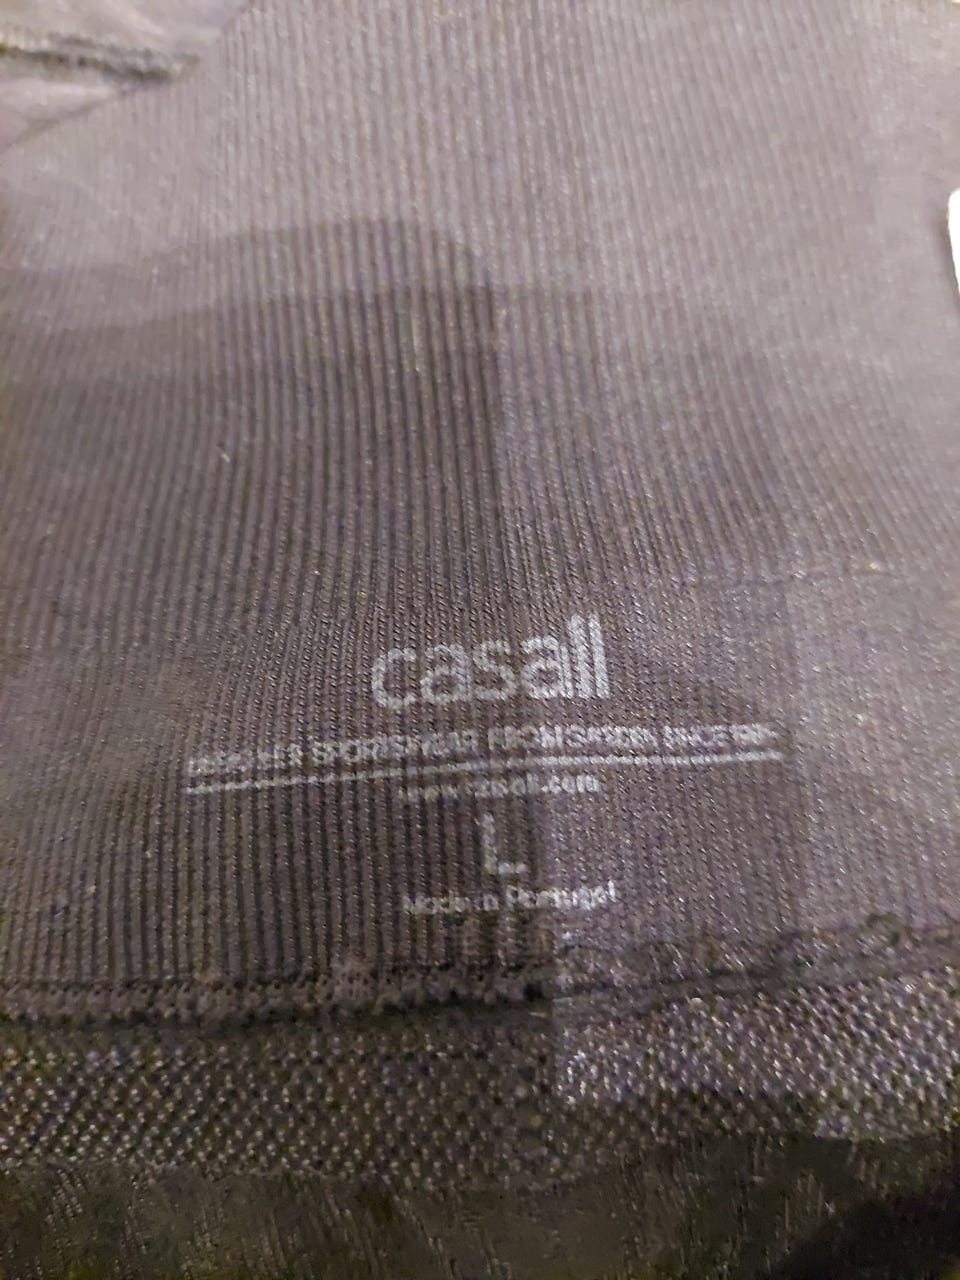 casall
SPORTSWEAR FROM SWEDEN SINCE
www.casall.com
L
Made in Portugal